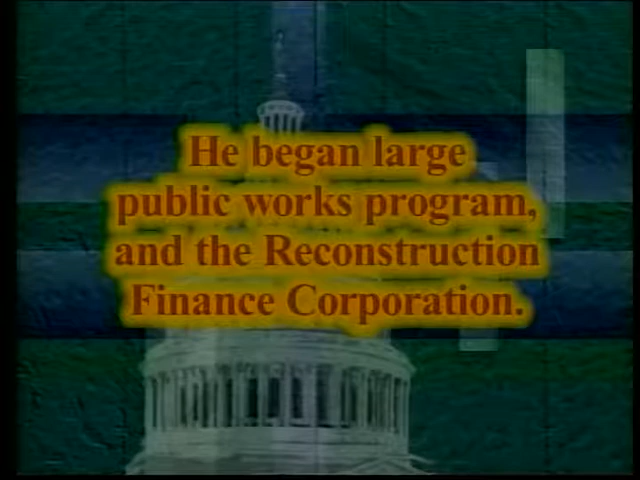 He began large
public works program,
and the Reconstruction
Finance Corporation.